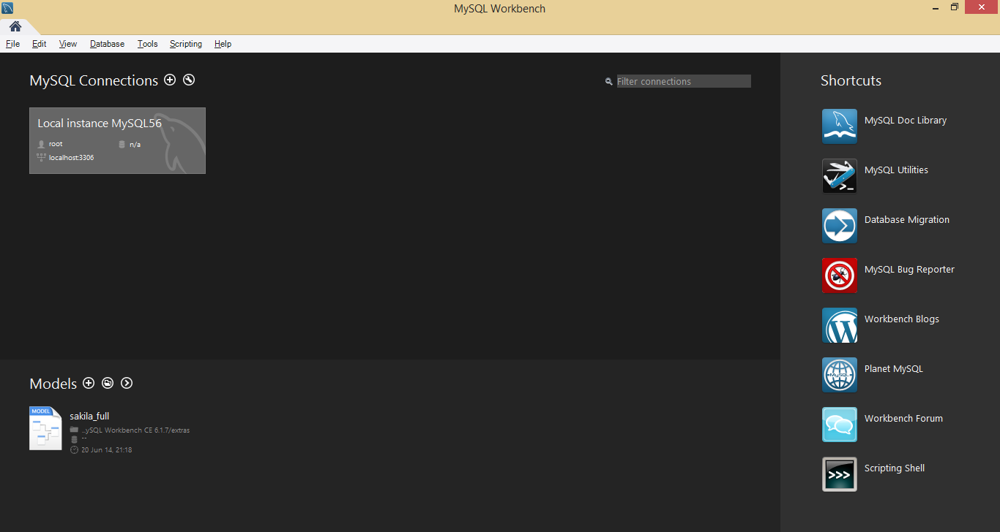 MySQL Workbench
File Edit View Database Tools Scripting Help
MySQL Connections
Filter connections
Local instance MySQL56
root
n/a
localhost:3306
Models
MODEL
sakila_full
..ySQL Workbench CE 6.1.7/extras
--
20 Jun 14, 21:18
Shortcuts
MySQL Doc Library
MySQL Utilities
>_
Database Migration
MySQL Bug Reporter
Workbench Blogs
W
Planet MySQL
MySQL
Workbench Forum
Scripting Shell
>>>